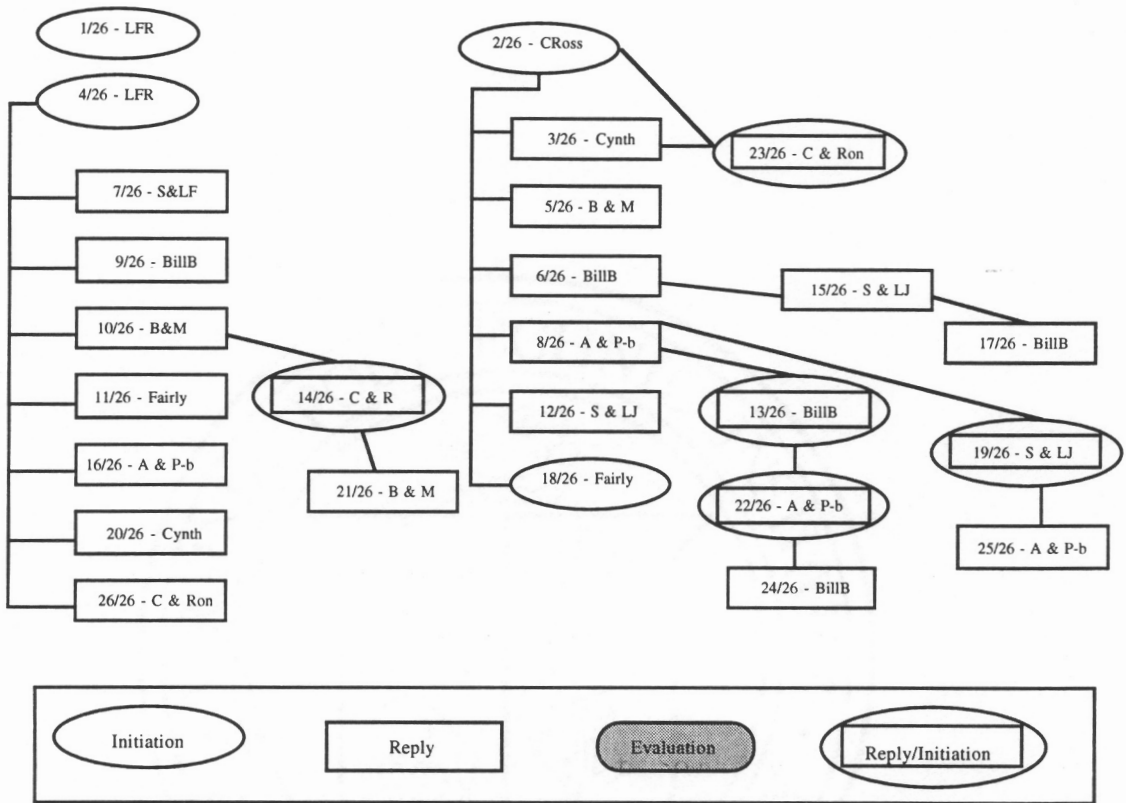 1/26 - LFR
4/26 - LFR
7/26 - S&LF
9/26 - BillB
10/26 - B&M
11/26 - Fairly
16/26 - A & P-b
20/26 - Cynth
26/26 - C & Ron
14/26 - C & R
21/26 - B & M
2/26 - CRoss
3/26 - Cynth
5/26 - B & M
6/26 - BillB
8/26 - A & P-b
12/26 - S & LJ
18/26 - Fairly
23/26 - C & Ron
15/26 - S & LJ
17/26 - BillB
13/26 - BillB
22/26 - A & P-b
24/26 - BillB
19/26 - S & LJ
25/26 - A & P-b
Initiation
Reply
Evaluation
Reply/Initiation